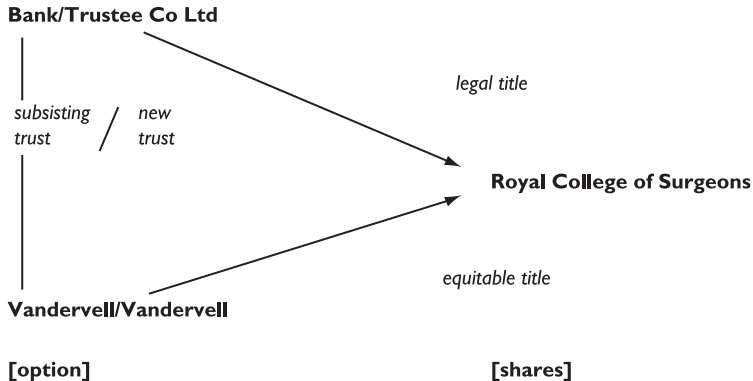 Bank/Trustee Co Ltd
legal title
subsisting / new
trust trust
Royal College of Surgeons
equitable title
Vandervell/Vandervell
[option] [shares]